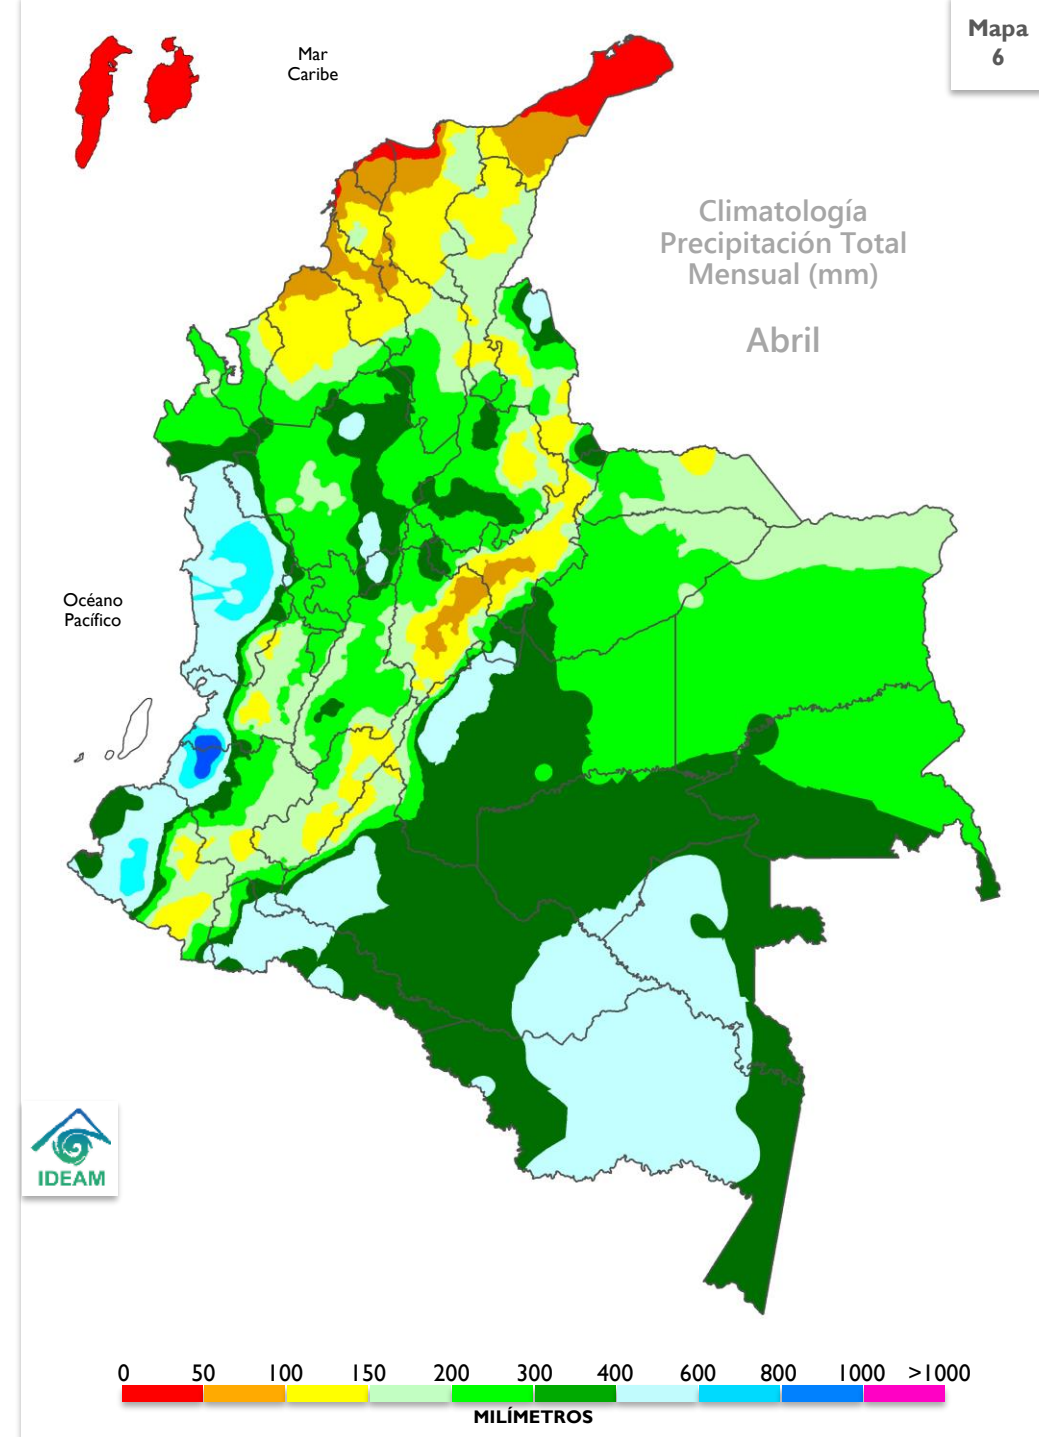 Mapa
6
Mar
Caribe
Climatología
Precipitación Total
Mensual (mm)
Abril
Océano
Pacífico
IDEAM
0 50 100 150 200 300 400 600 800 1000 >1000
MILÍMETROS